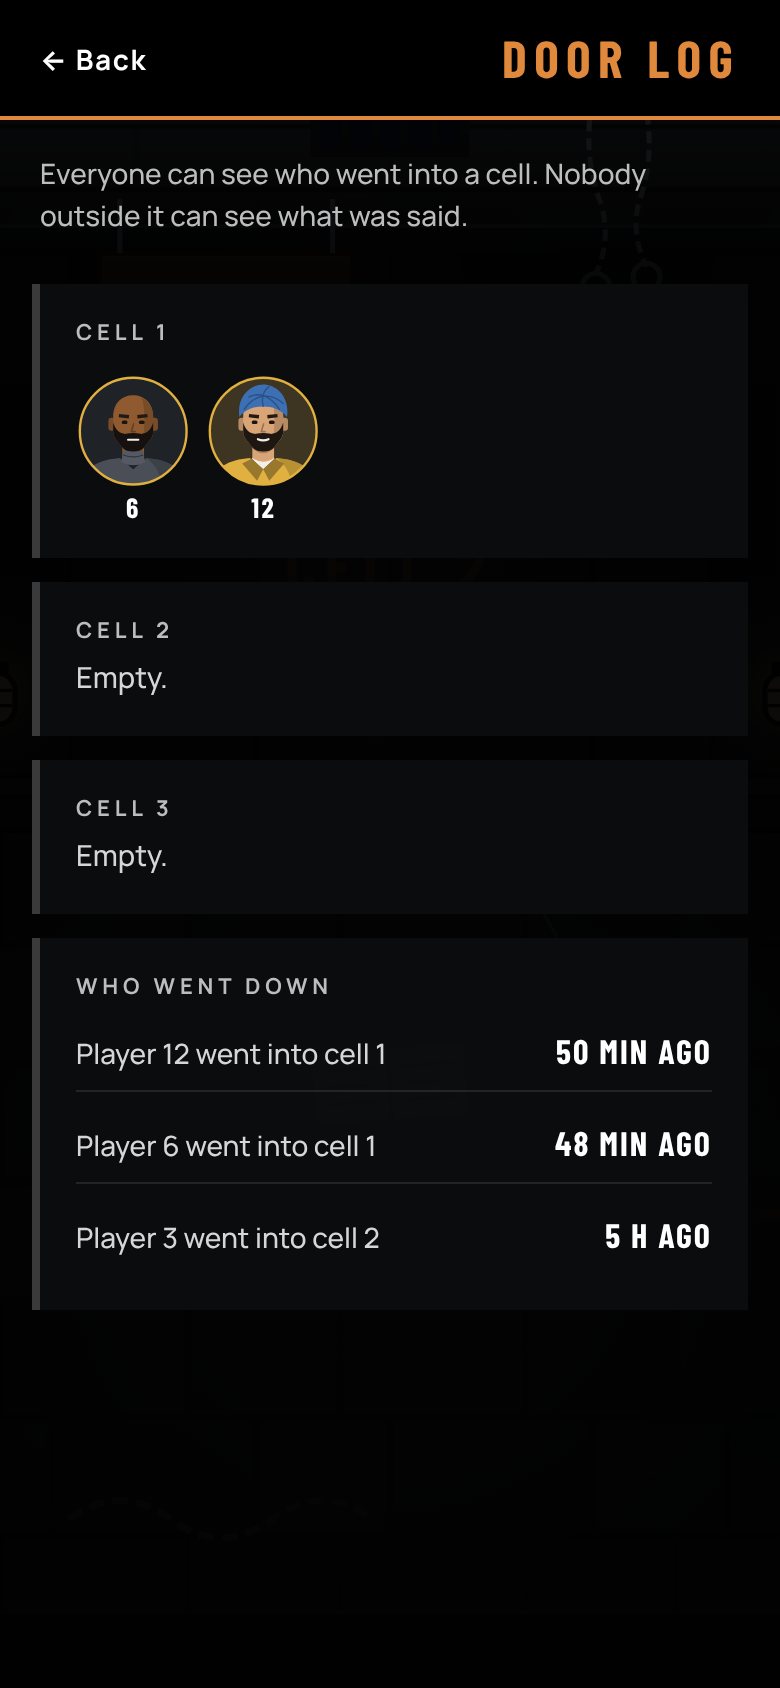 ← Back
DOOR LOG
Everyone can see who went into a cell. Nobody
outside it can see what was said.
CELL 1
6
12
CELL 2
Empty.
CELL 3
Empty.
WHO WENT DOWN
Player 12 went into cell 1
50 MIN AGO
Player 6 went into cell 1
48 MIN AGO
Player 3 went into cell 2
5 H AGO